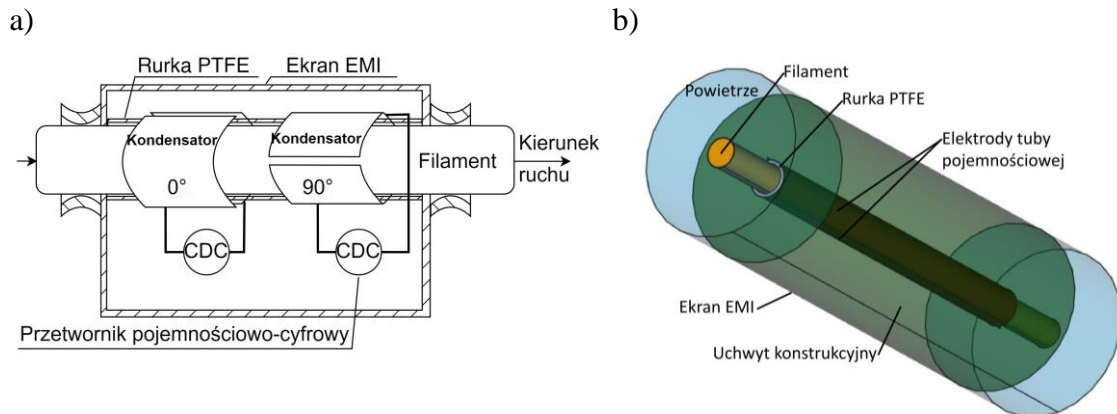 a)
Rurka PTFE
Ekran EMI
Kondensator
Kondensator
Kierunek
ruchu
Filament
0°
90°
CDC
CDC
Przetwornik pojemnościowo-cyfrowy
b)
Filament
Powietrze
Rurka PTFE
Elektrody tuby
pojemnościowej
Ekran EMI
Uchwyt konstrukcyjny